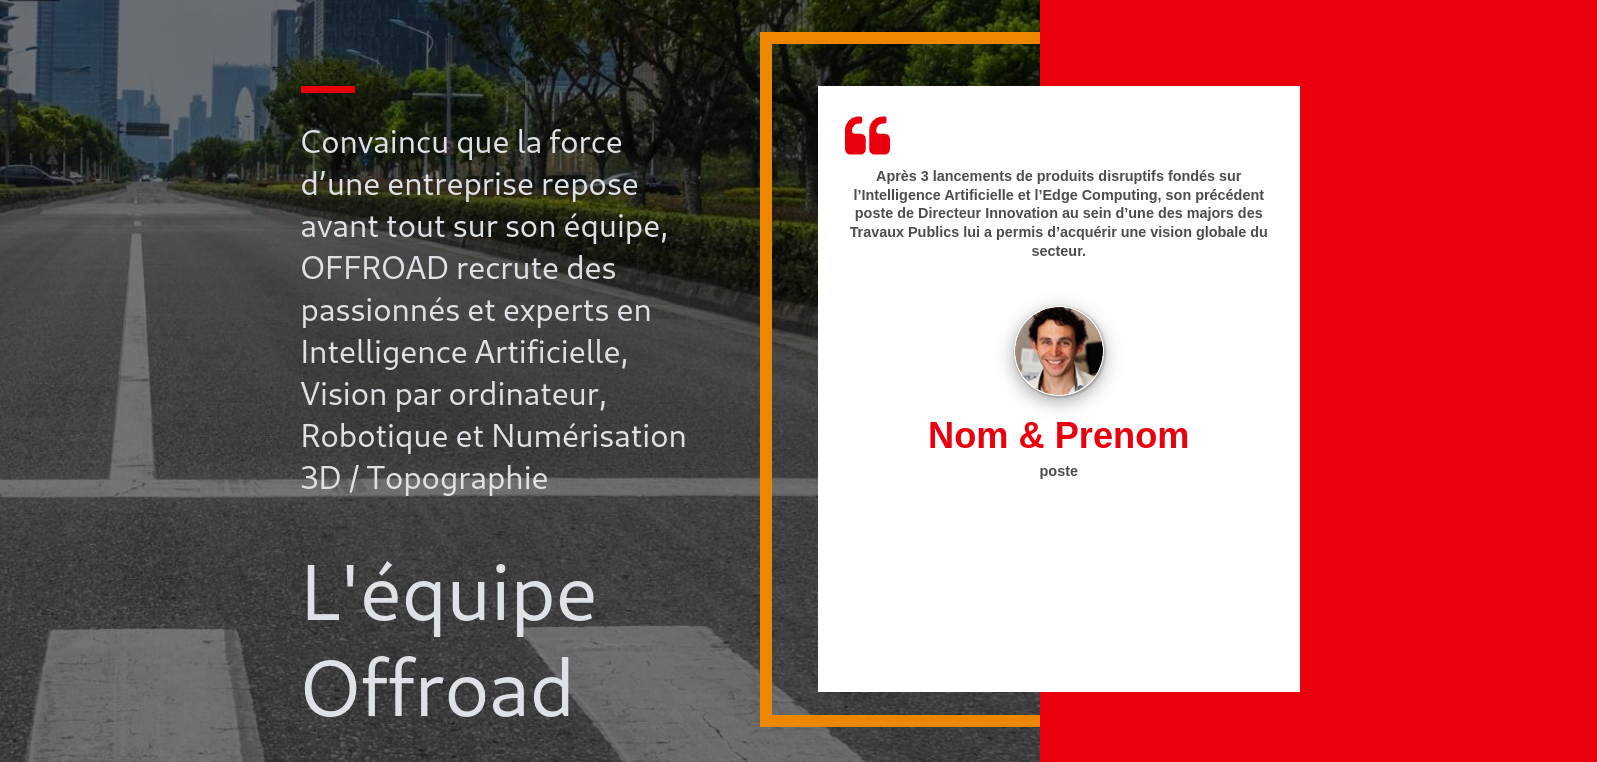 Convaincu que la force
d’une entreprise repose
avant tout sur son équipe,
OFFROAD recrute des
passionnés et experts en
Intelligence Artificielle,
Vision par ordinateur,
Robotique et Numérisation
3D / Topographie
L'équipe
Offroad
Après 3 lancements de produits disruptifs fondés sur
l’Intelligence Artificielle et l’Edge Computing, son précédent
poste de Directeur Innovation au sein d’une des majors des
Travaux Publics lui a permis d’acquérir une vision globale du
secteur.
Nom & Prenom
poste